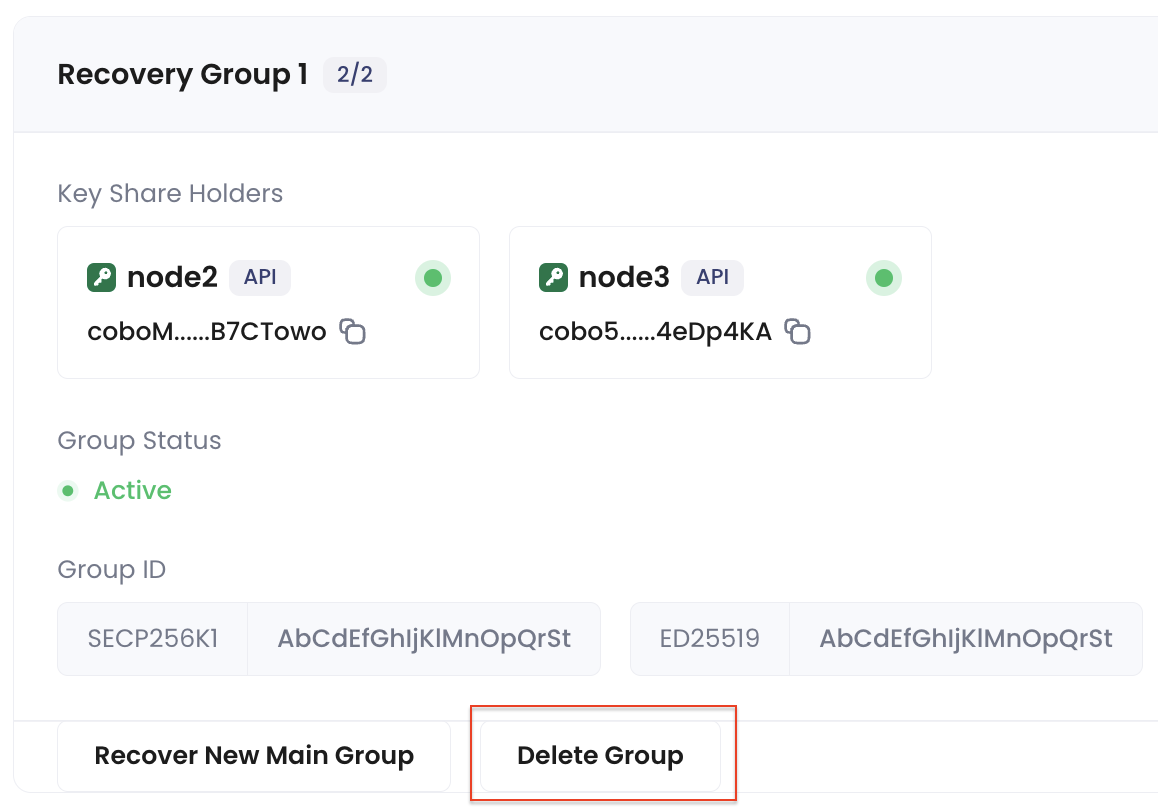 Recovery Group 1 2/2
Key Share Holders
node2 API
coboM......B7CTowo
node3 API
cobo5......4eDp4KA
Group Status
Active
Group ID
SECP256K1 AbCdEfGhIjKlMnOpQrSt
ED25519 AbCdEfGhIjKlMnOpQrSt
Recover New Main Group Delete Group